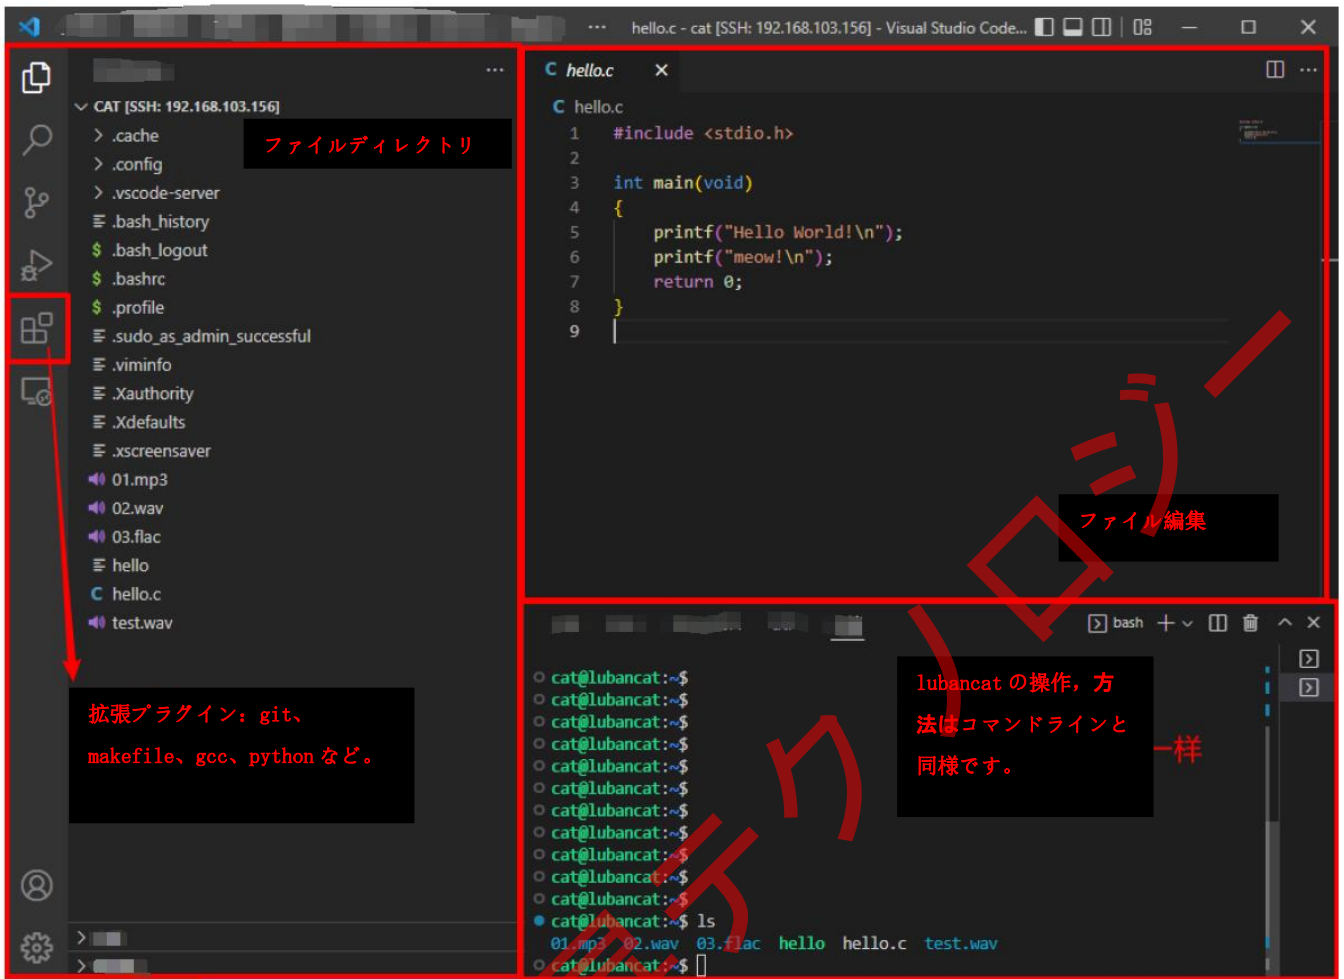 hello.c - cat [SSH: 192.168.103.156] - Visual Studio Code...
CAT [SSH: 192.168.103.156]
.cache
.config
.vscode-server
.bash_history
.bash_logout
.bashrc
.profile
.sudo_as_admin_successful
.viminfo
.Xauthority
.Xdefaults
.xscreensaver
01.mp3
02.wav
03.flac
hello
C hello.c
test.wav
ファイルディレクトリ
拡張プラグイン：git、
makefile、gcc、python など。
C hello.c
C hello.c
1 #include <stdio.h>
2
3 int main(void)
4 {
5 printf("Hello World!\n");
6 printf("meow!\n");
7 return 0;
8 }
9
ファイル編集
bash
cat@lubancat:~$
cat@lubancat:~$
cat@lubancat:~$
cat@lubancat:~$
cat@lubancat:~$
cat@lubancat:~$
cat@lubancat:~$
cat@lubancat:~$
cat@lubancat:~$
cat@lubancat:~$
cat@lubancat:~$
cat@lubancat:~$ ls
01.mp3 02.wav 03.flac hello hello.c test.wav
cat@lubancat:~$
lubancat の操作，方
法はコマンドラインと
同様です。
一样
テクノロジー